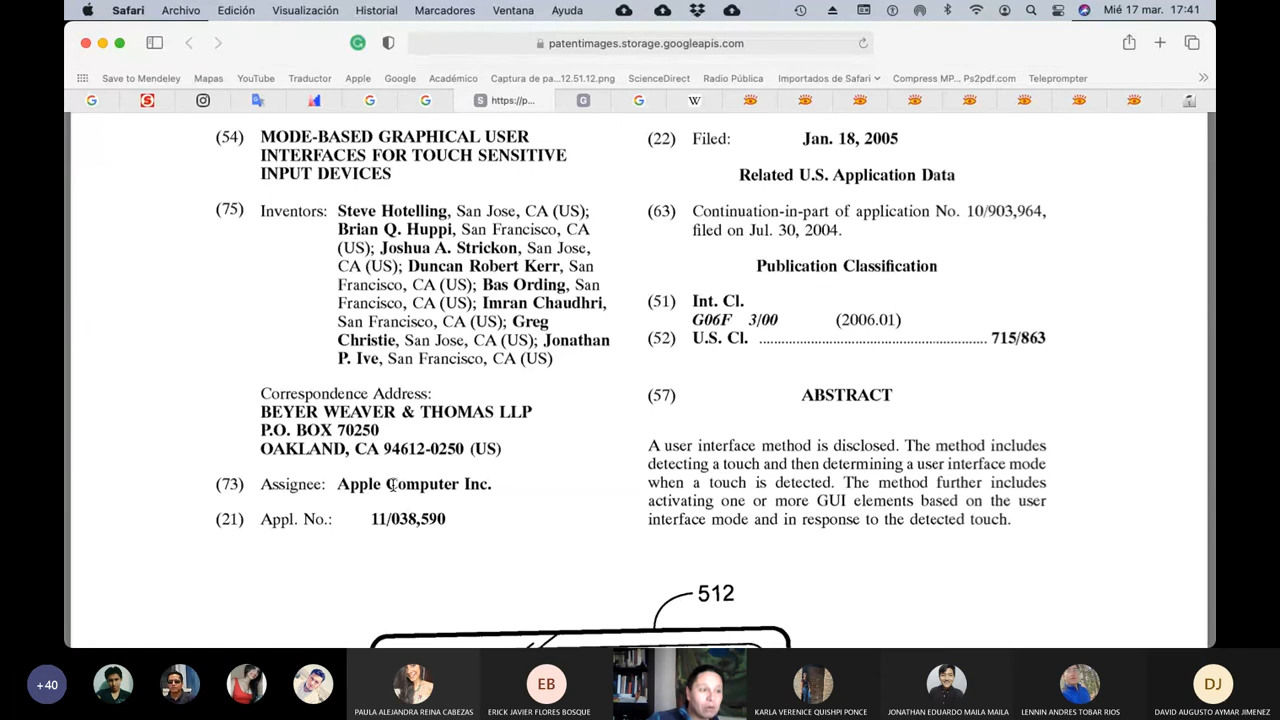 Safari Archivo Edición Visualización Historial Marcadores Ventana Ayuda Mié 17 mar. 17:41
patentimages.storage.googleapis.com
Save to Mendeley Mapas YouTube Traductor Apple Google Académico Captura de pa...12.51.12.png ScienceDirect Radio Pública Importados de Safari Compress MP... Ps2pdf.com Teleprompter
https://p...
(54) MODE-BASED GRAPHICAL USER
INTERFACES FOR TOUCH SENSITIVE
INPUT DEVICES
(75) Inventors: Steve Hotelling, San Jose, CA (US);
Brian Q. Huppi, San Francisco, CA
(US); Joshua A. Strickon, San Jose,
CA (US); Duncan Robert Kerr, San
Francisco, CA (US); Bas Ording, San
Francisco, CA (US); Imran Chaudhri,
San Francisco, CA (US); Greg
Christie, San Jose, CA (US); Jonathan
P. Ive, San Francisco, CA (US)
Correspondence Address:
BEYER WEAVER & THOMAS LLP
P.O. BOX 70250
OAKLAND, CA 94612-0250 (US)
(73) Assignee: Apple Computer Inc.
(21) Appl. No.: 11/038,590
(22) Filed: Jan. 18, 2005
Related U.S. Application Data
(63) Continuation-in-part of application No. 10/903,964,
filed on Jul. 30, 2004.
Publication Classification
(51) Int. Cl.
G06F 3/00 (2006.01)
(52) U.S. Cl. .............................................................. 715/863
(57) ABSTRACT
A user interface method is disclosed. The method includes
detecting a touch and then determining a user interface mode
when a touch is detected. The method further includes
activating one or more GUI elements based on the user
interface mode and in response to the detected touch.
512
+40 EB DJ
PAULA ALEJANDRA REINA CABEZAS ERICK JAVIER FLORES BOSQUE KARLA VERENICE QUISHPI PONCE JONATHAN EDUARDO MAILA MAILA LENNIN ANDRES TOBAR RIOS DAVID AUGUSTO AYMAR JIMENEZ